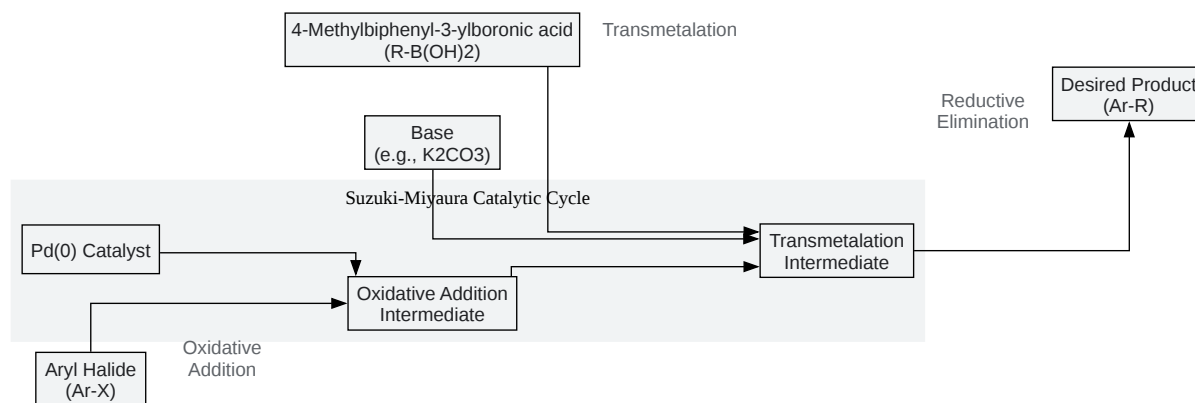 4-Methylbiphenyl-3-ylboronic acid
(R-B(OH)2)
Transmetalation
Desired Product
(Ar-R)
Reductive
Elimination
Base
(e.g., K2CO3)
Suzuki-Miyaura Catalytic Cycle
Pd(0) Catalyst
Transmetalation
Intermediate
Oxidative Addition
Intermediate
Oxidative
Addition
Aryl Halide
(Ar-X)